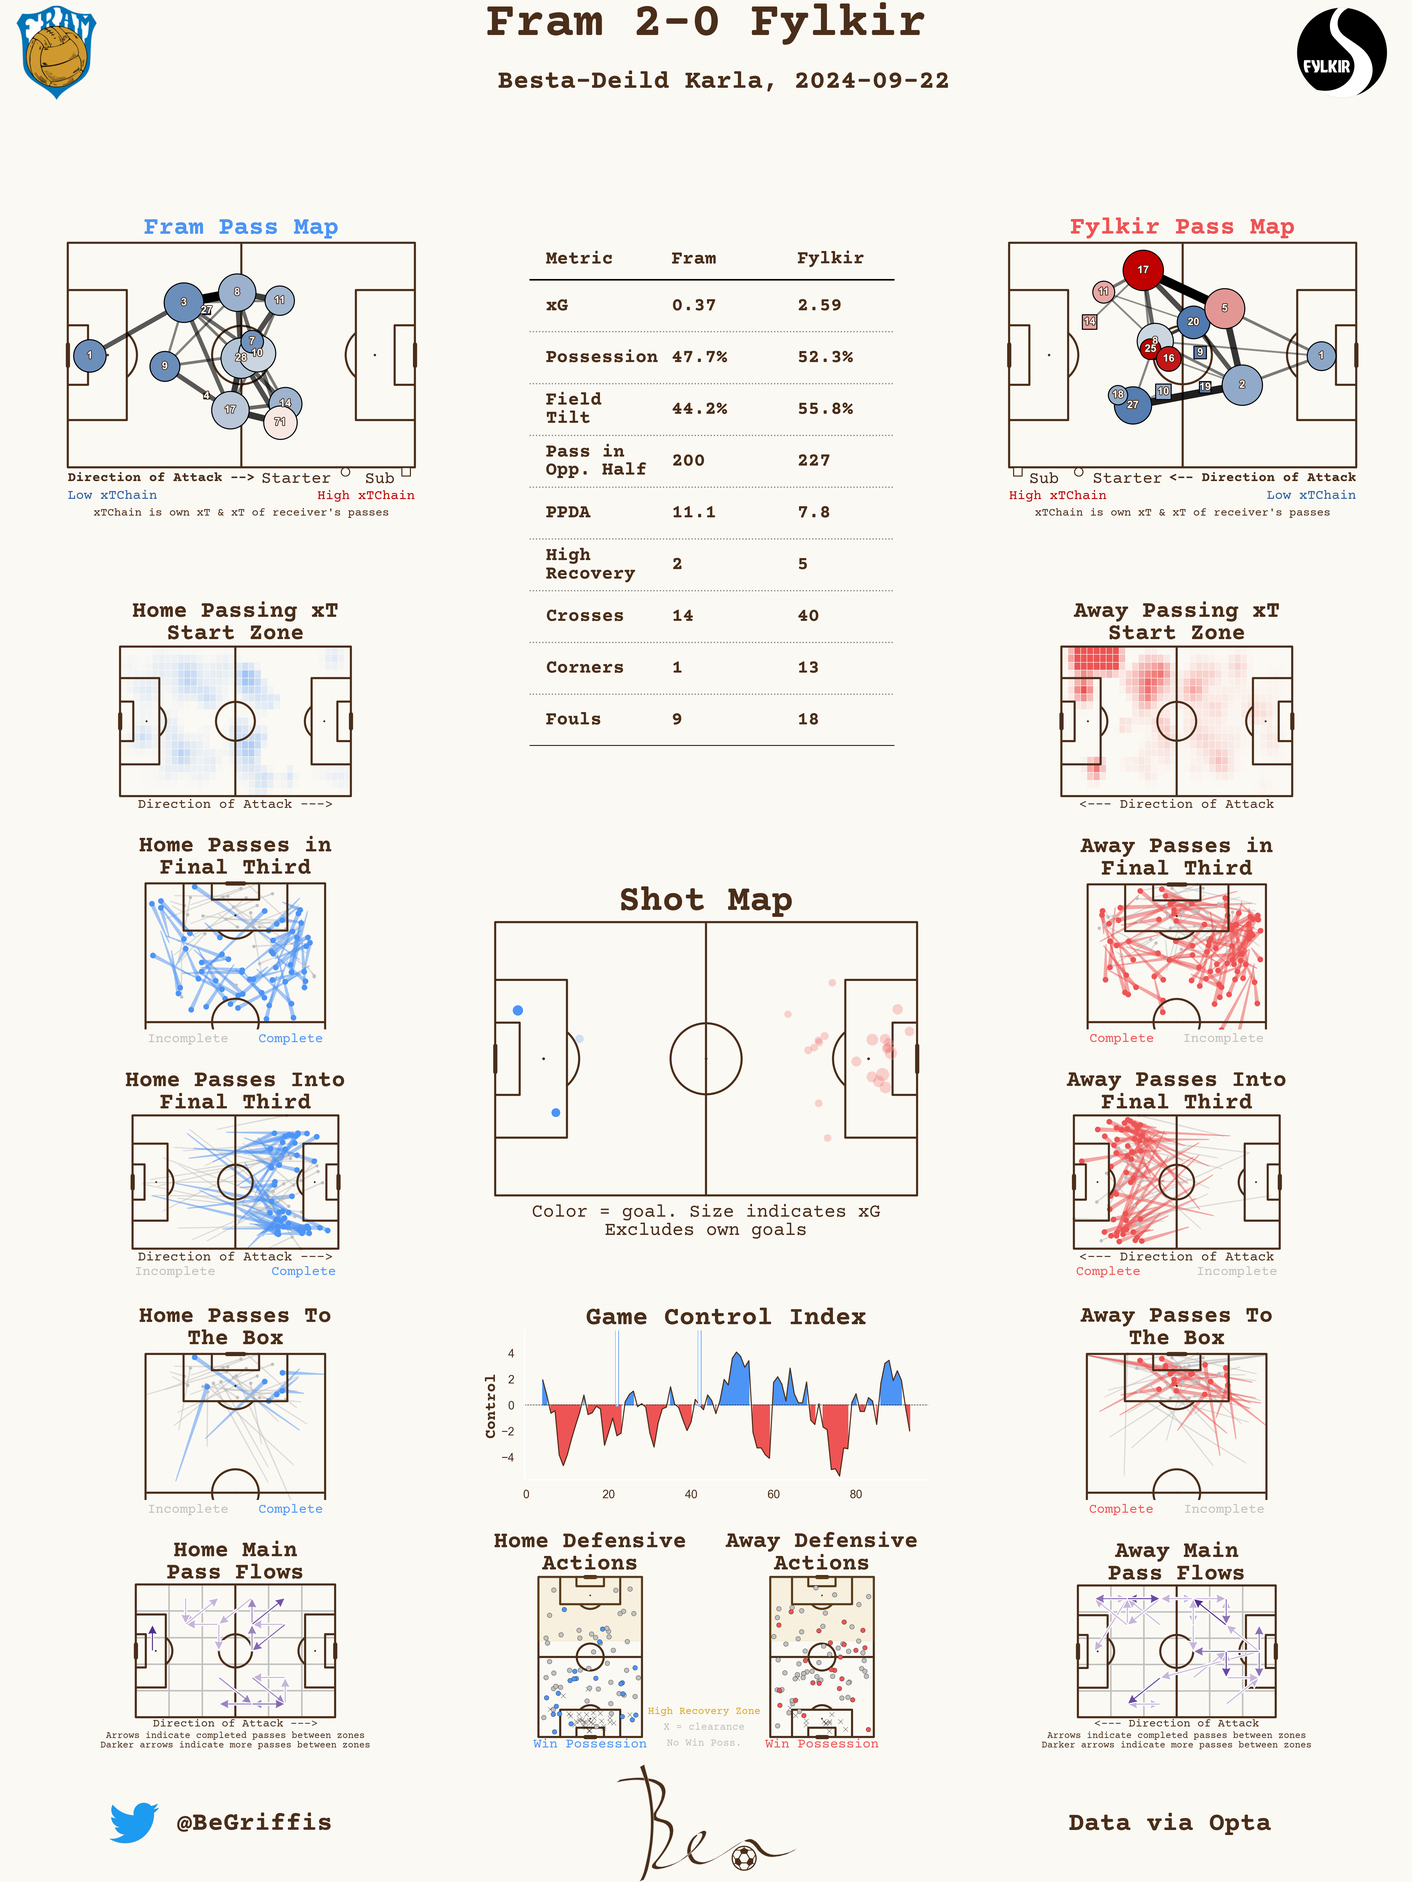 Fram 2-0 Fylkir
Besta-Deild Karla, 2024-09-22
FRAM
FYLKIR
Fram Pass Map
3
8
11
27
7
28
10
1
9
4
17
14
71
Direction of Attack --> Starter Sub
Low xTChain High xTChain
xTChain is own xT & xT of receiver's passes
Metric Fram Fylkir
xG 0.37 2.59
Possession 47.7% 52.3%
Field
Tilt 44.2% 55.8%
Pass in
Opp. Half 200 227
PPDA 11.1 7.8
High
Recovery 2 5
Crosses 14 40
Corners 1 13
Fouls 9 18
Fylkir Pass Map
17
11
5
14
20
8
25
16
9
1
2
19
10
18
27
Sub Starter <-- Direction of Attack
High xTChain Low xTChain
xTChain is own xT & xT of receiver's passes
Home Passing xT
Start Zone
Direction of Attack --->
Away Passing xT
Start Zone
<--- Direction of Attack
Home Passes in
Final Third
Incomplete Complete
Away Passes in
Final Third
Complete Incomplete
Shot Map
Color = goal. Size indicates xG
Excludes own goals
Home Passes Into
Final Third
Direction of Attack --->
Incomplete Complete
Away Passes Into
Final Third
<--- Direction of Attack
Complete Incomplete
Home Passes To
The Box
Incomplete Complete
Game Control Index
Control
4
2
0
−2
−4
0 20 40 60 80
Away Passes To
The Box
Complete Incomplete
Home Main
Pass Flows
Direction of Attack --->
Arrows indicate completed passes between zones
Darker arrows indicate more passes between zones
Home Defensive
Actions
Win Possession
Away Defensive
Actions
Win Possession
High Recovery Zone
X = clearance
No Win Poss.
Away Main
Pass Flows
<--- Direction of Attack
Arrows indicate completed passes between zones
Darker arrows indicate more passes between zones
@BeGriffis
Ben
Data via Opta